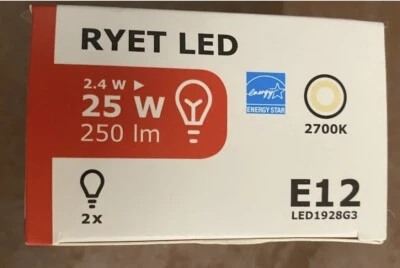 RYET LED
2.4 W ▶
25 W
250 lm
energy
ENERGY STAR
2700K
2x
E12
LED1928G3